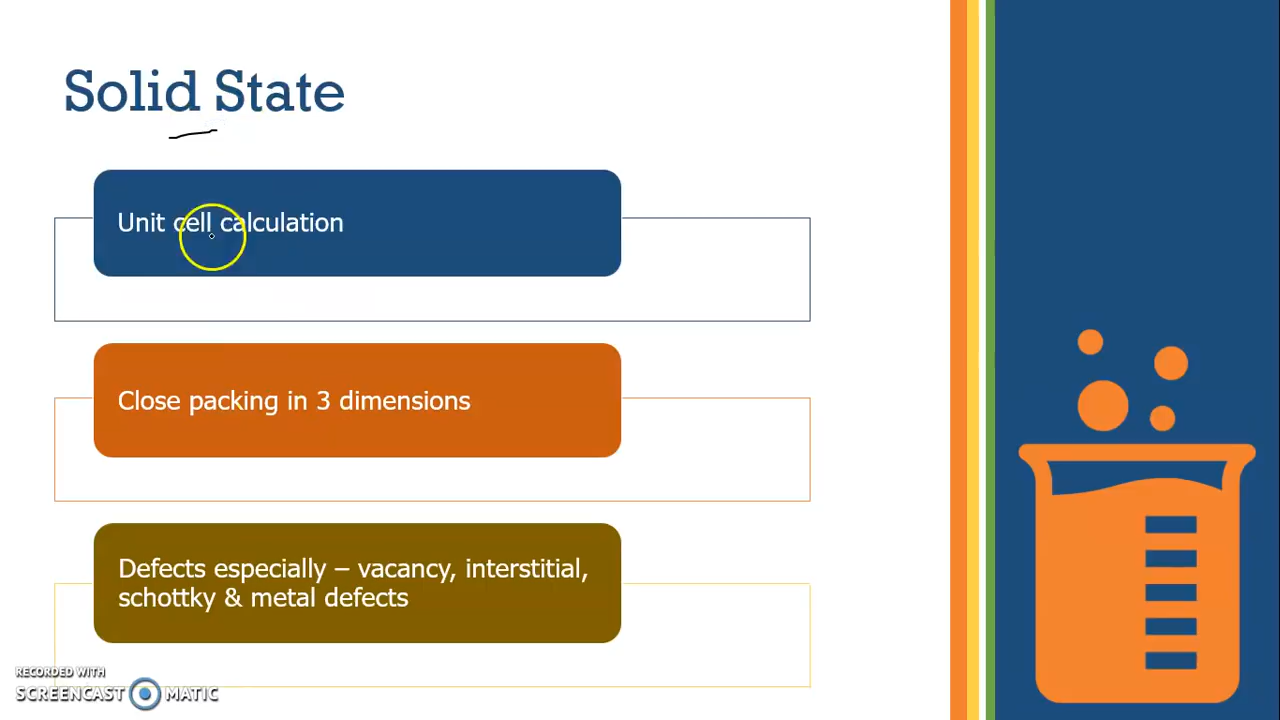 Solid State
Unit cell calculation
Close packing in 3 dimensions
Defects especially – vacancy, interstitial,
schottky & metal defects
RECORDED WITH
SCREENCAST MATIC